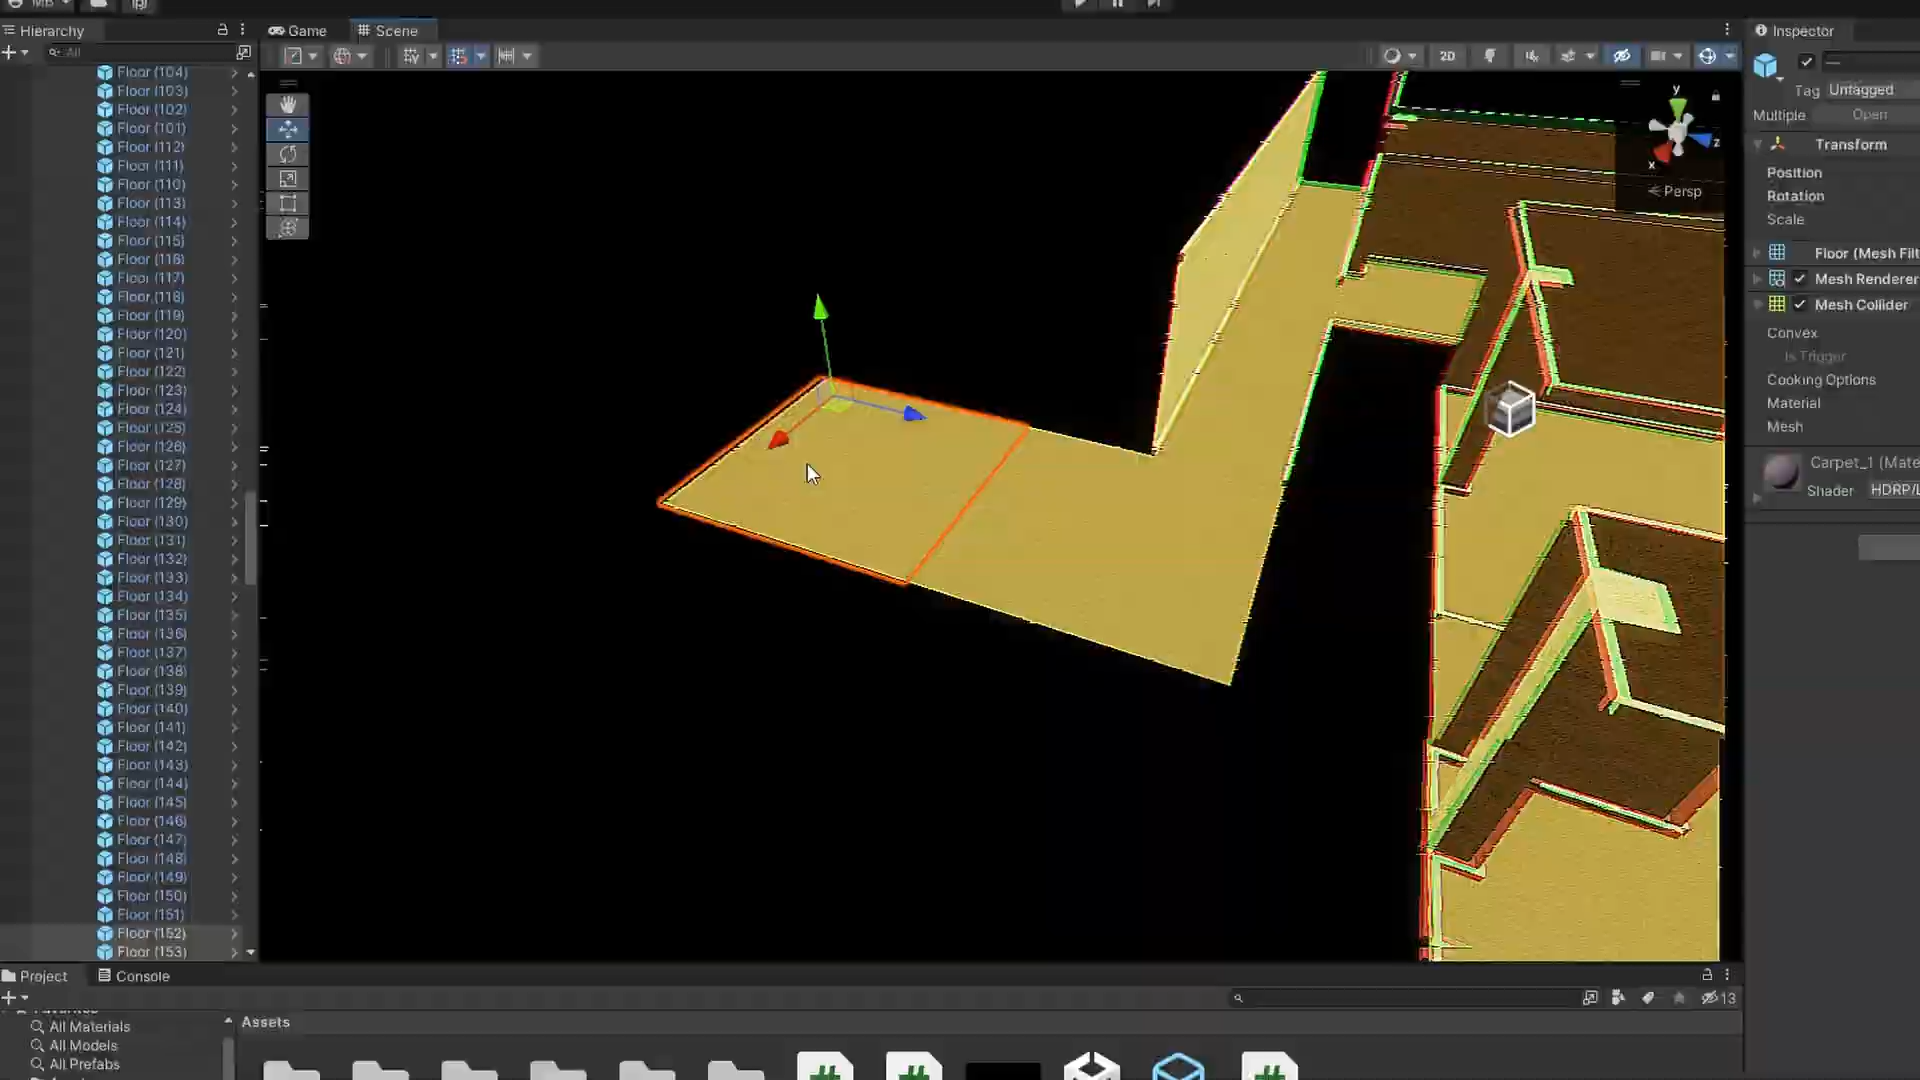 MB
Hierarchy
Game
Scene
Inspector
All
2D
Floor (104)
Floor (103)
Floor (102)
Floor (101)
Floor (112)
Floor (111)
Floor (110)
Floor (113)
Floor (114)
Floor (115)
Floor (116)
Floor (117)
Floor (118)
Floor (119)
Floor (120)
Floor (121)
Floor (122)
Floor (123)
Floor (124)
Floor (125)
Floor (126)
Floor (127)
Floor (128)
Floor (129)
Floor (130)
Floor (131)
Floor (132)
Floor (133)
Floor (134)
Floor (135)
Floor (136)
Floor (137)
Floor (138)
Floor (139)
Floor (140)
Floor (141)
Floor (142)
Floor (143)
Floor (144)
Floor (145)
Floor (146)
Floor (147)
Floor (148)
Floor (149)
Floor (150)
Floor (151)
Floor (152)
Floor (153)
y
z
x
Persp
Tag Untagged
Multiple Open
Transform
Position
Rotation
Scale
Floor (Mesh Filt
Mesh Renderer
Mesh Collider
Convex
Is Trigger
Cooking Options
Material
Mesh
Carpet_1 (Mate
Shader HDRP/L
Project
Console
13
Favorites
All Materials
All Models
All Prefabs
Assets